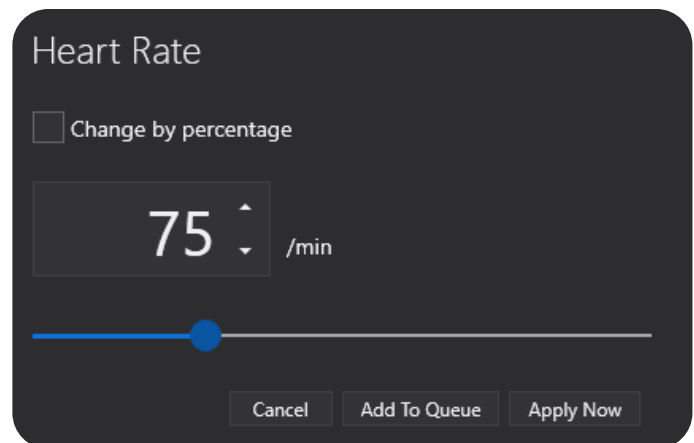 Heart Rate
Change by percentage
75 /min
Cancel Add To Queue Apply Now